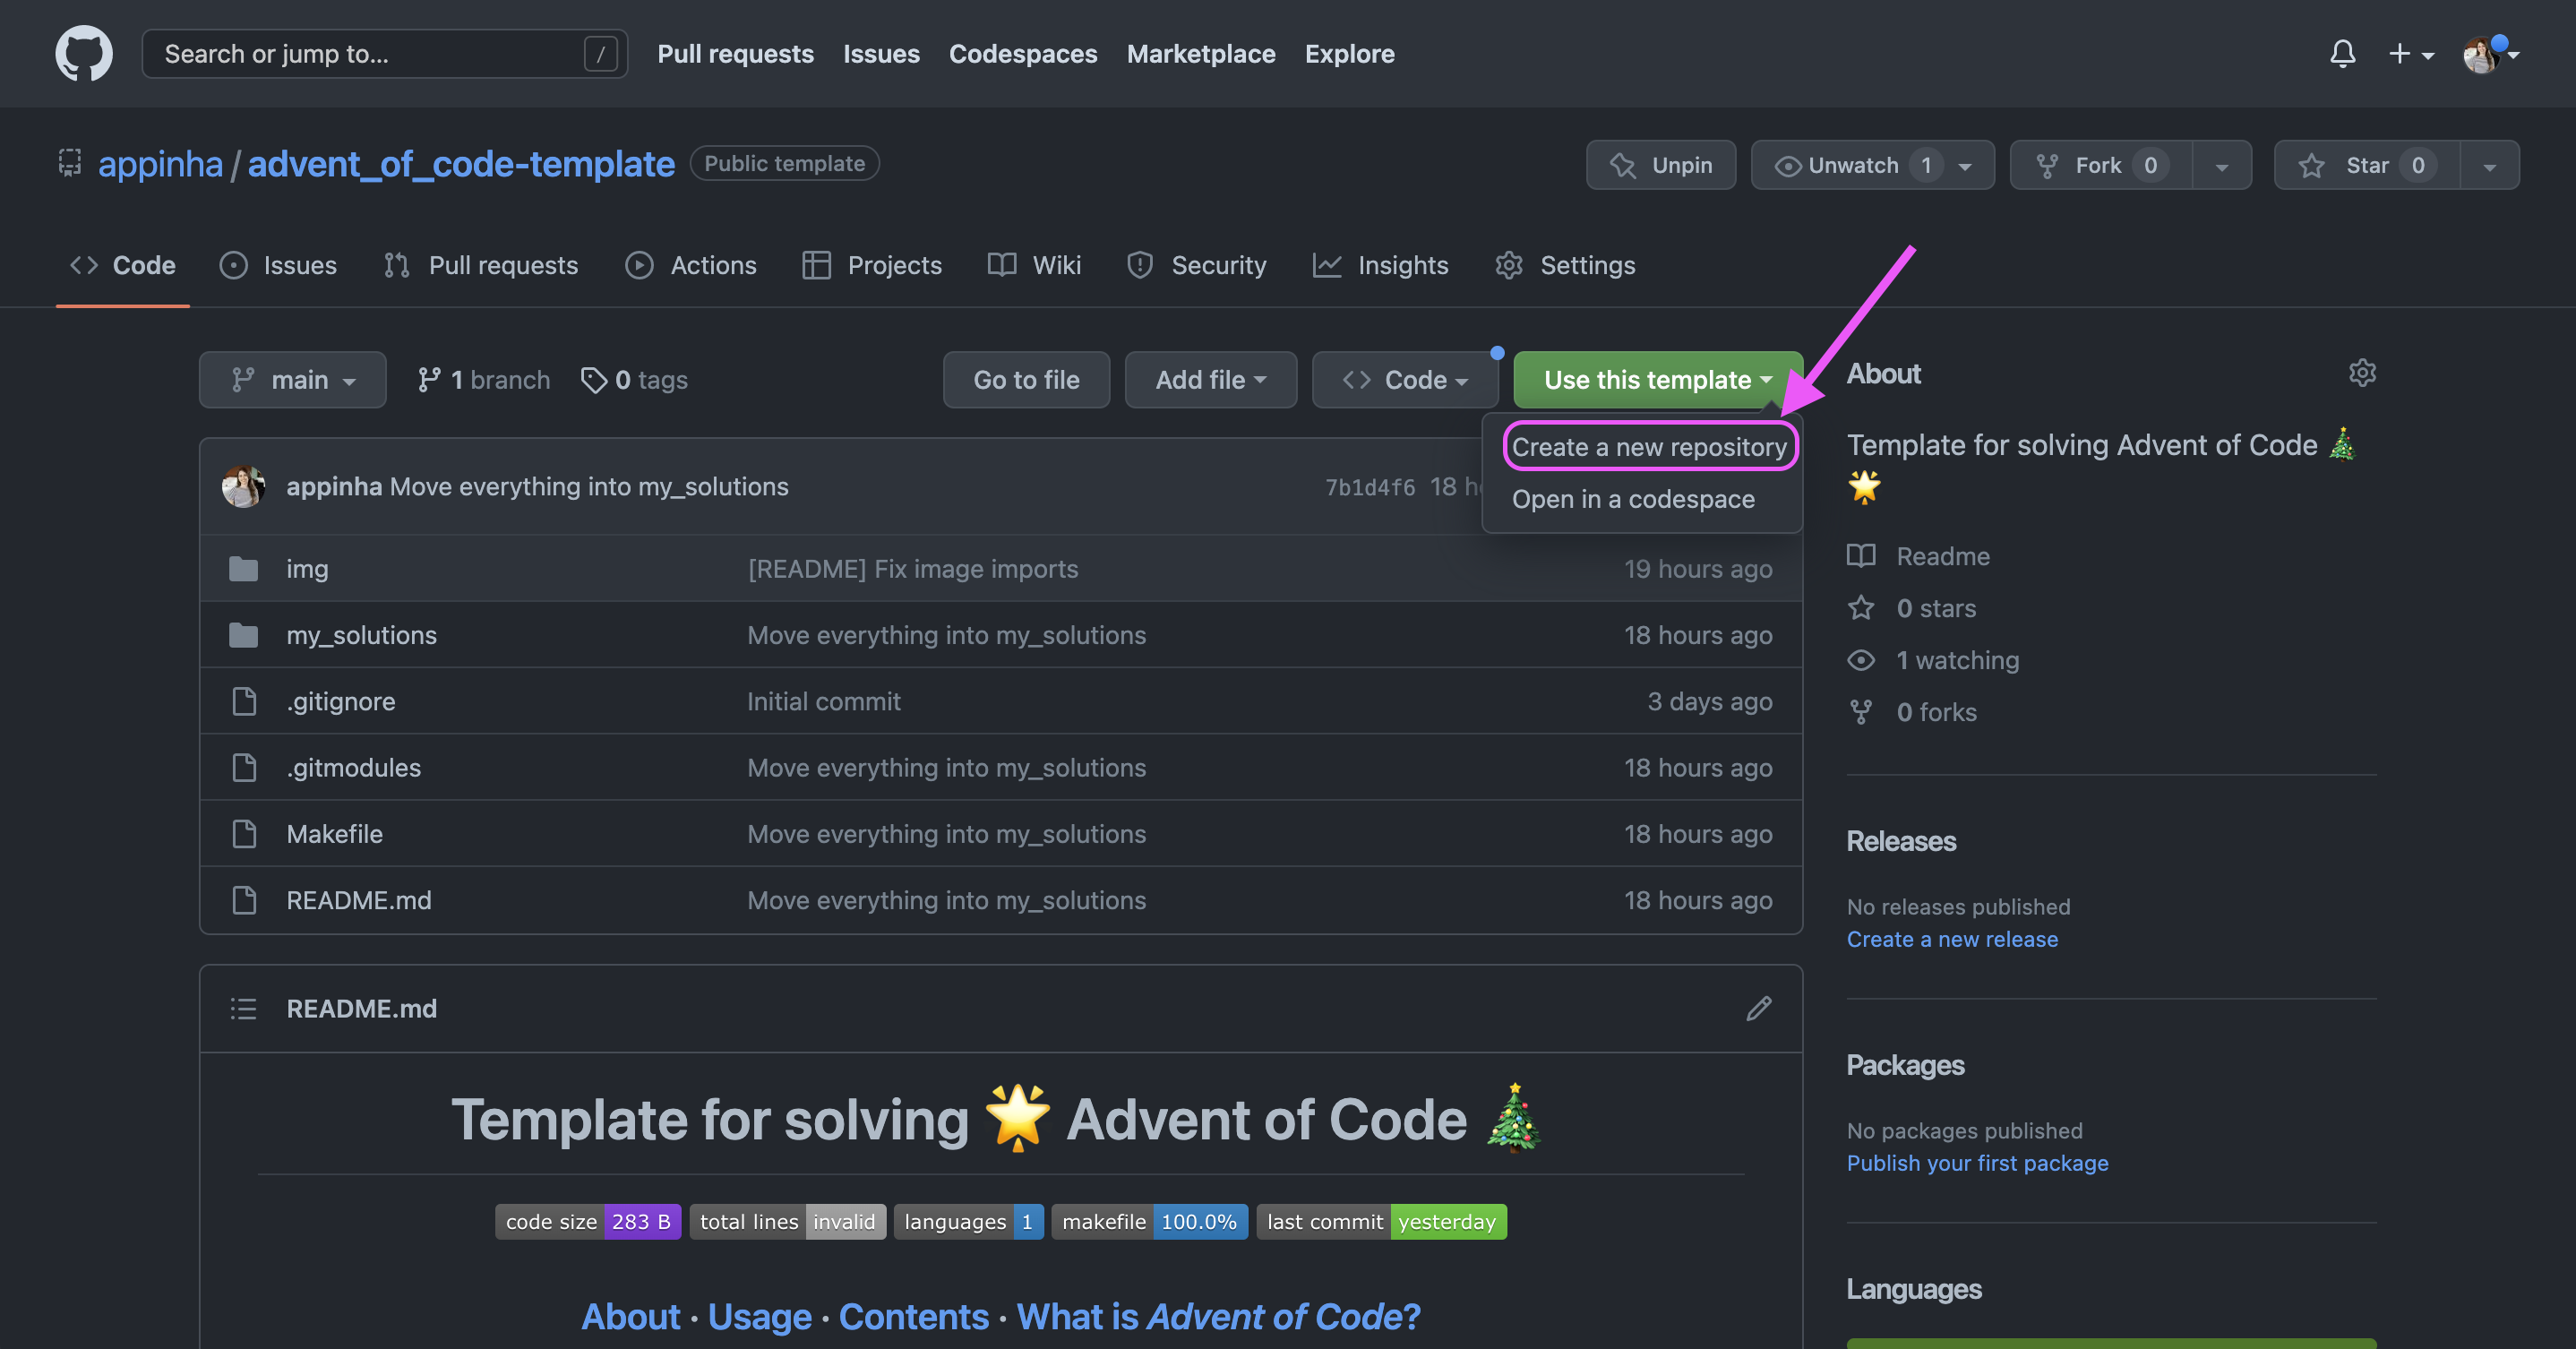 Search or jump to... / Pull requests Issues Codespaces Marketplace Explore
appinha / advent_of_code-template Public template Unpin Unwatch 1 Fork 0 Star 0
Code Issues Pull requests Actions Projects Wiki Security Insights Settings
main 1 branch 0 tags Go to file Add file Code Use this template
Create a new repository
Open in a codespace
appinha Move everything into my_solutions 7b1d4f6 18
img [README] Fix image imports 19 hours ago
my_solutions Move everything into my_solutions 18 hours ago
.gitignore Initial commit 3 days ago
.gitmodules Move everything into my_solutions 18 hours ago
Makefile Move everything into my_solutions 18 hours ago
README.md Move everything into my_solutions 18 hours ago
README.md
Template for solving 🌟 Advent of Code 🎄
code size 283 B total lines invalid languages 1 makefile 100.0% last commit yesterday
About · Usage · Contents · What is Advent of Code?
About
Template for solving Advent of Code 🎄
🌟
Readme
0 stars
1 watching
0 forks
Releases
No releases published
Create a new release
Packages
No packages published
Publish your first package
Languages